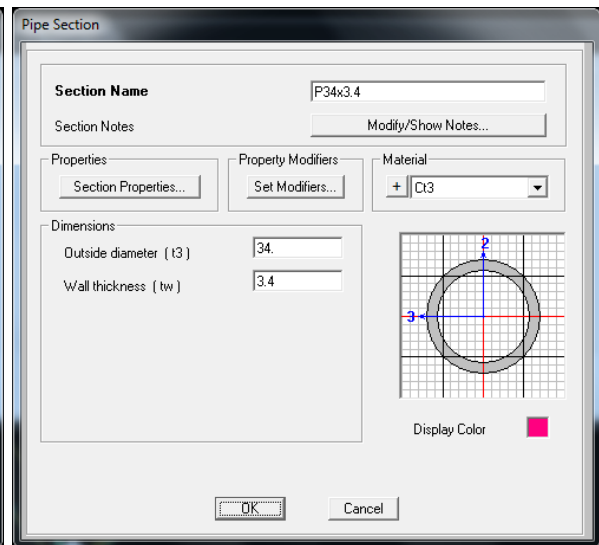 Pipe Section
Section Name P34x3.4
Section Notes Modify/Show Notes...
Properties Property Modifiers Material
Section Properties... Set Modifiers... + Ct3
Dimensions
Outside diameter ( t3 ) 34.
Wall thickness ( tw ) 3.4
2
3
Display Color
OK Cancel